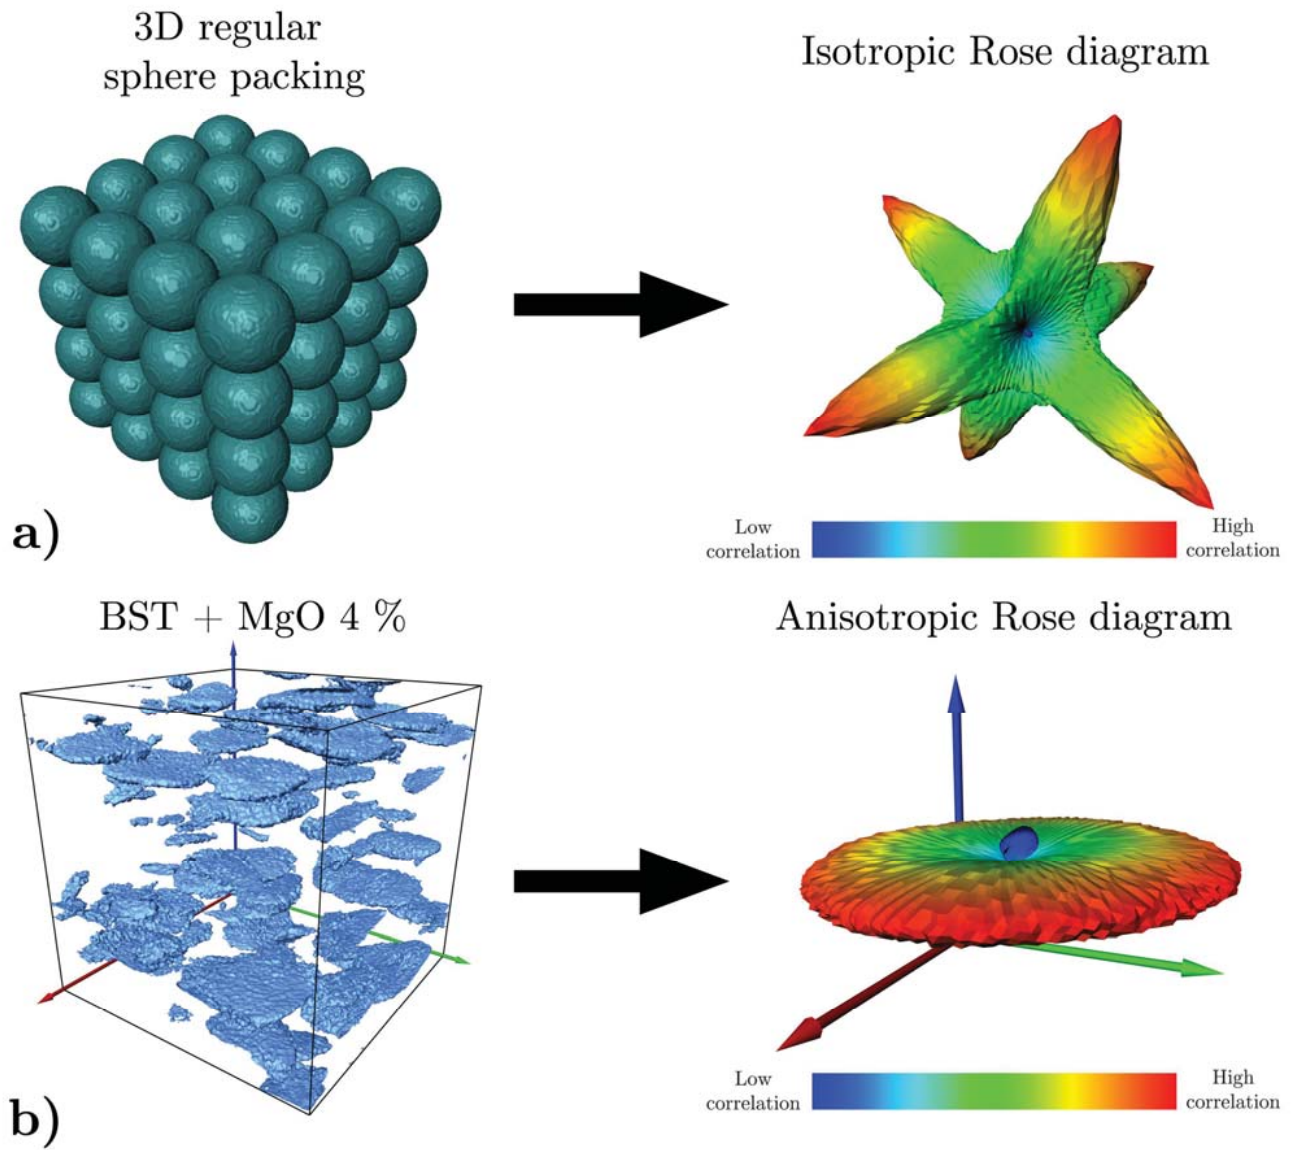 3D regular
sphere packing
Isotropic Rose diagram
a)
Low
correlation
High
correlation
BST + MgO 4 %
Anisotropic Rose diagram
b)
Low
correlation
High
correlation